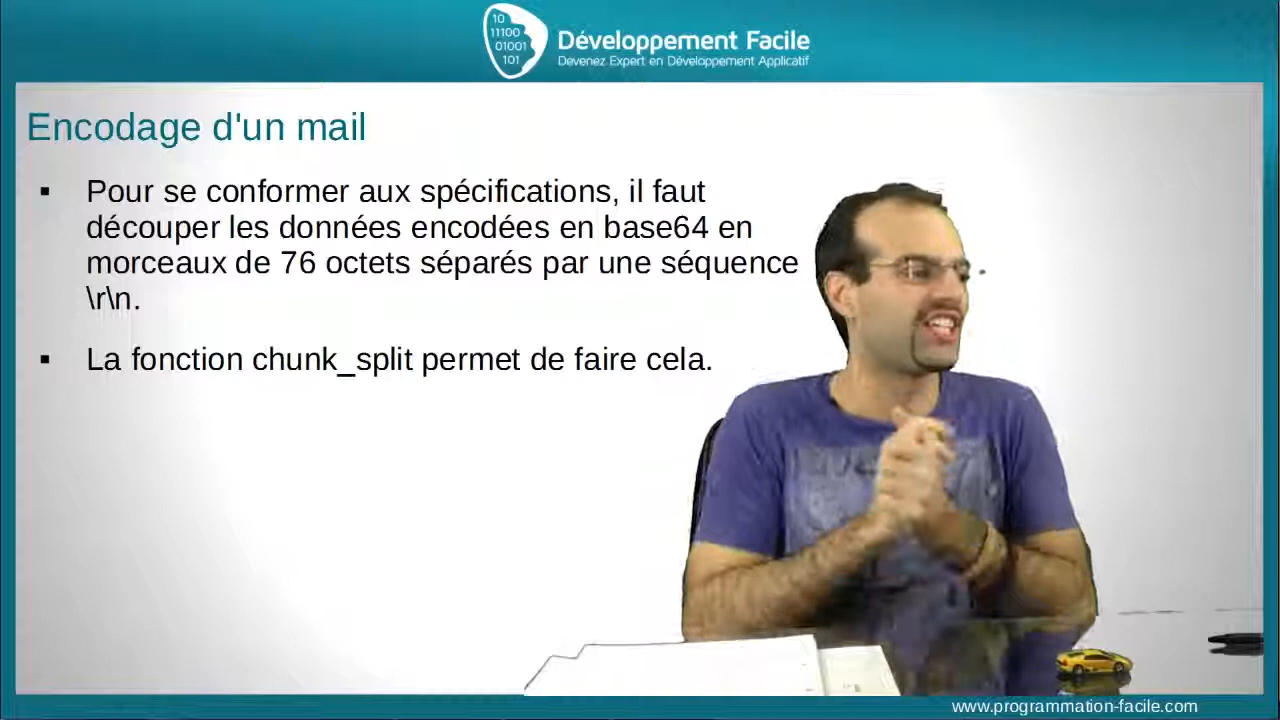 10
11100
01001
101
Développement Facile
Devenez Expert en Développement Applicatif
Encodage d'un mail
Pour se conformer aux spécifications, il faut
découper les données encodées en base64 en
morceaux de 76 octets séparés par une séquence
\r\n.
La fonction chunk_split permet de faire cela.
www.programmation-facile.com